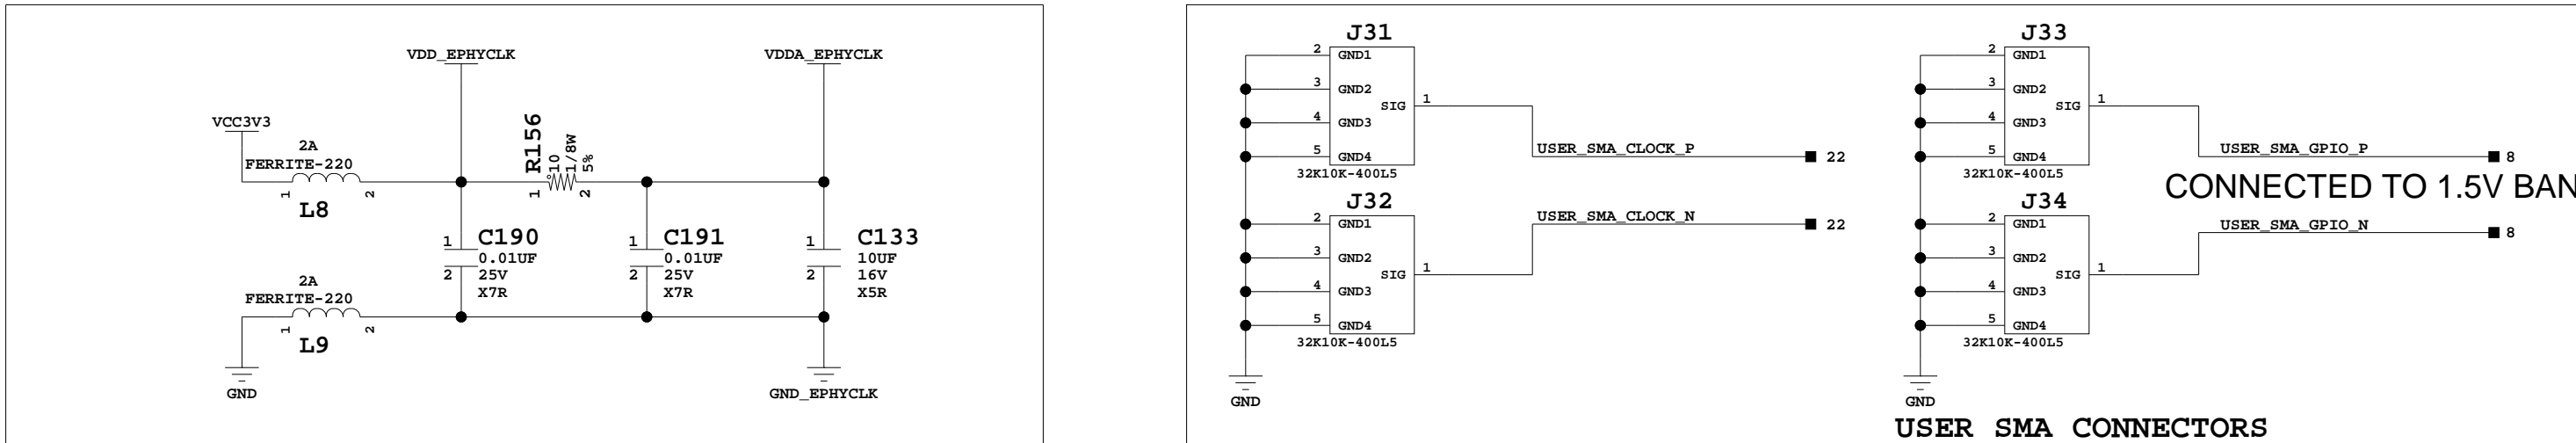 VDD_EPHYCLK
VDDA_EPHYCLK
VCC3V3
2A
FERRITE-220
1
2
L8
R156
10
1/8W
5%
1
2
1
2
C190
0.01UF
25V
X7R
1
2
C191
0.01UF
25V
X7R
1
2
C133
10UF
16V
X5R
2A
FERRITE-220
1
2
L9
GND
GND_EPHYCLK
J31
2 GND1
3 GND2
SIG 1
4 GND3
5 GND4
32K10K-400L5
USER_SMA_CLOCK_P
22
J32
2 GND1
3 GND2
SIG 1
4 GND3
5 GND4
32K10K-400L5
USER_SMA_CLOCK_N
22
GND
J33
2 GND1
3 GND2
SIG 1
4 GND3
5 GND4
32K10K-400L5
USER_SMA_GPIO_P
8
CONNECTED TO 1.5V BAN
J34
2 GND1
3 GND2
SIG 1
4 GND3
5 GND4
32K10K-400L5
USER_SMA_GPIO_N
8
GND
USER SMA CONNECTORS